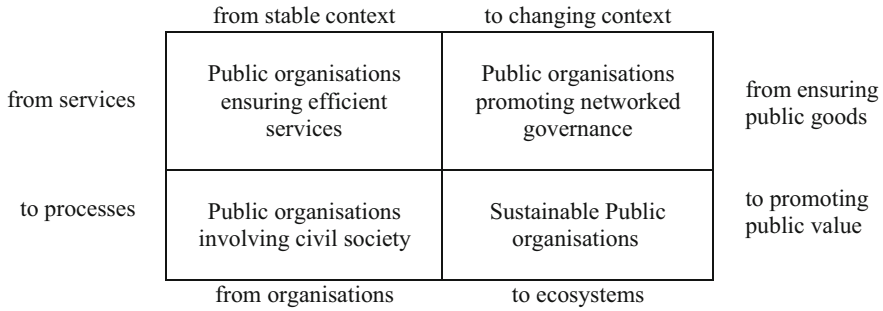 from stable context
to changing context
from services
Public organisations
ensuring efficient
services
Public organisations
promoting networked
governance
from ensuring
public goods
to processes
Public organisations
involving civil society
Sustainable Public
organisations
to promoting
public value
from organisations
to ecosystems